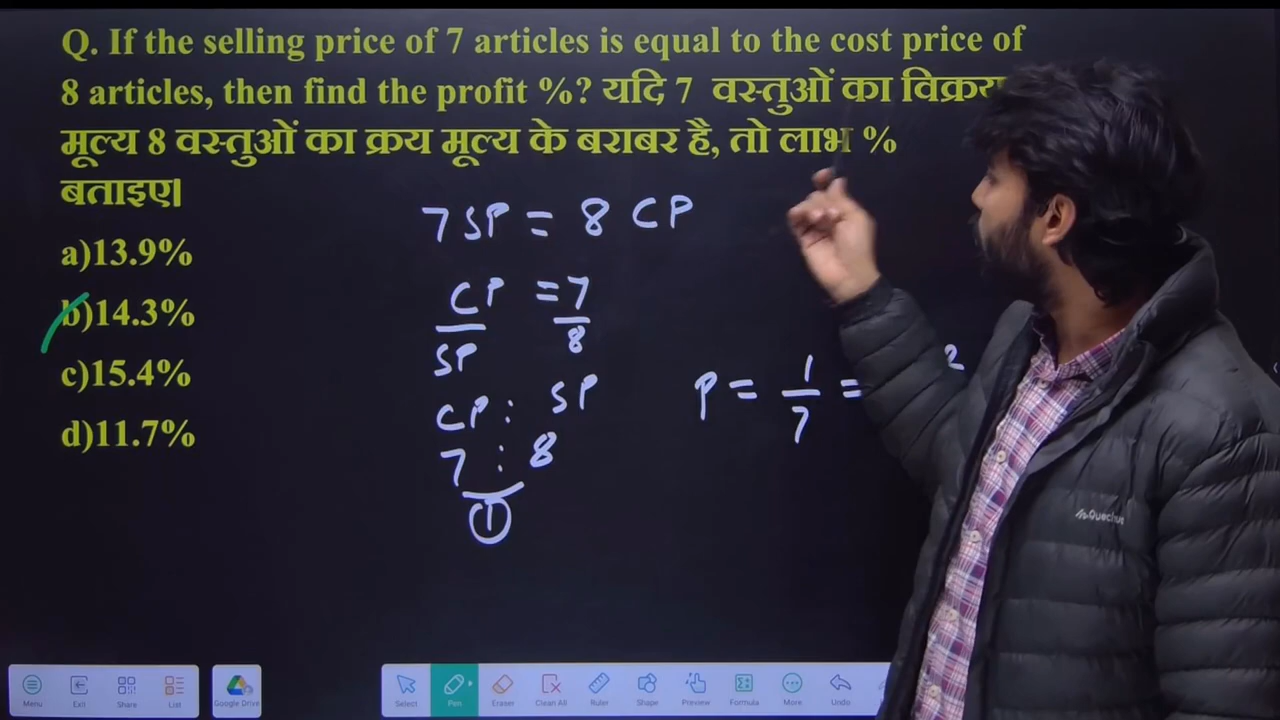 Q. If the selling price of 7 articles is equal to the cost price of
8 articles, then find the profit %? यदि 7 वस्तुओं का विक्रय
मूल्य 8 वस्तुओं का क्रय मूल्य के बराबर है, तो लाभ %
बताइए।
a)13.9%
b)14.3%
c)15.4%
d)11.7%
7 SP = 8 CP
CP = 7
SP 8
CP : SP
7 : 8
1
P = 1/7 =
2
Quechua
Menu Exit Share List Google Drive Select Pen Eraser Clean All Ruler Shape Preview Formula More Undo